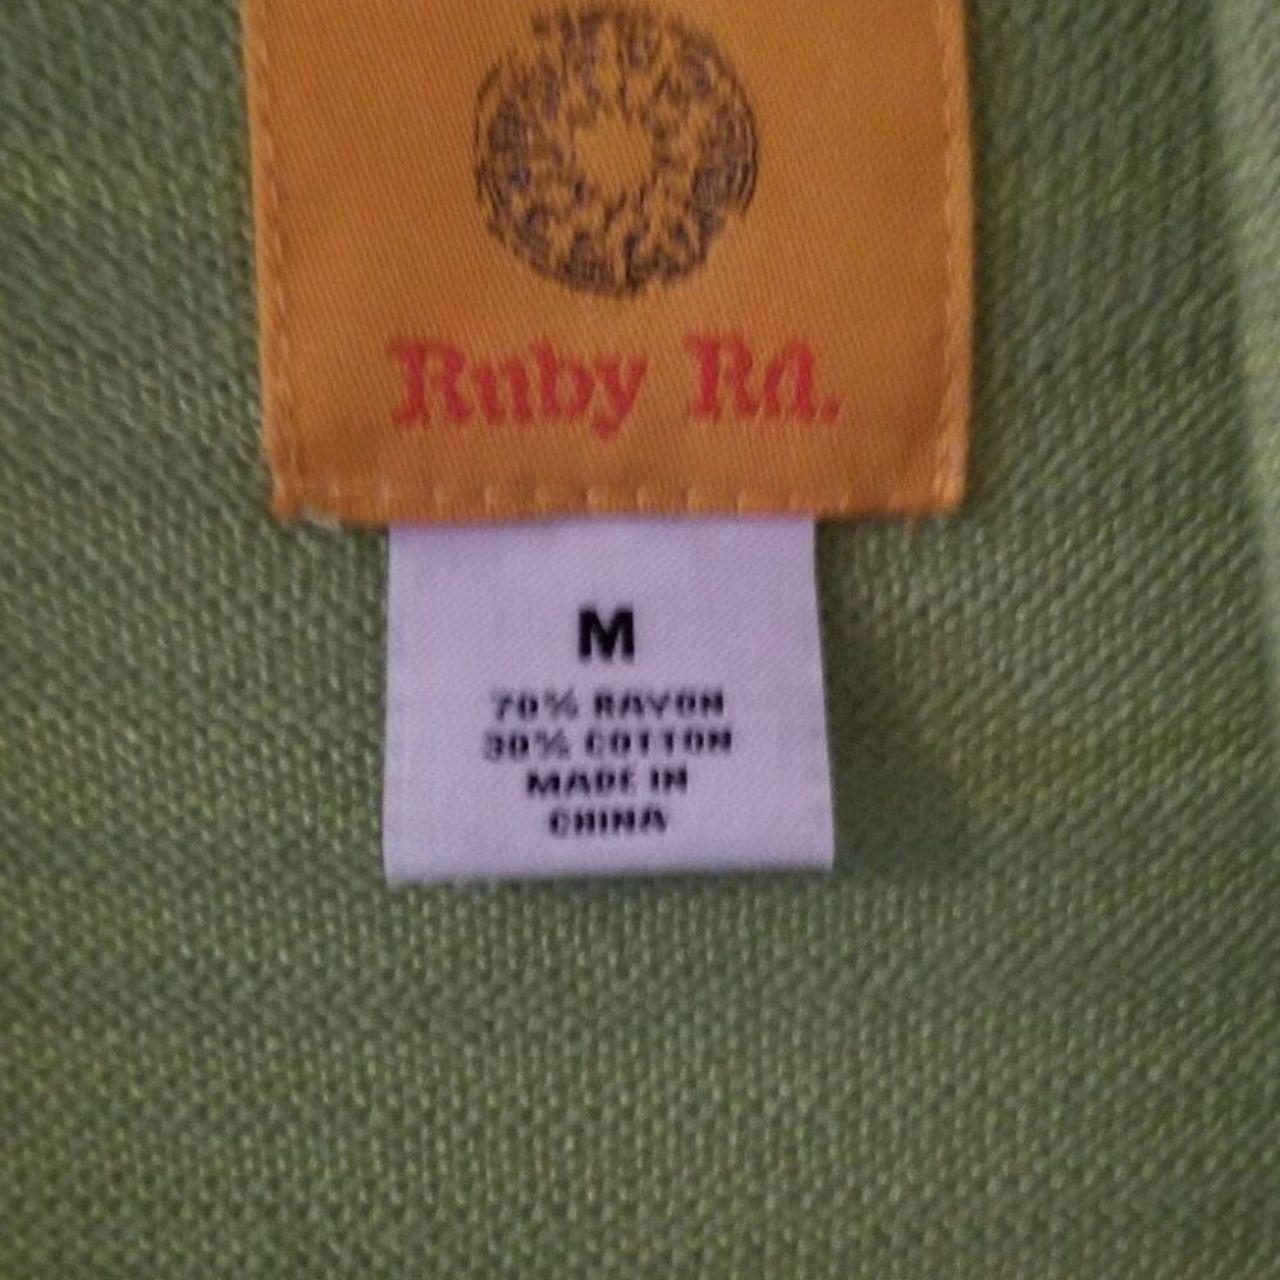 Ruby Rd.
M
70% RAYON
30% COTTON
MADE IN
CHINA